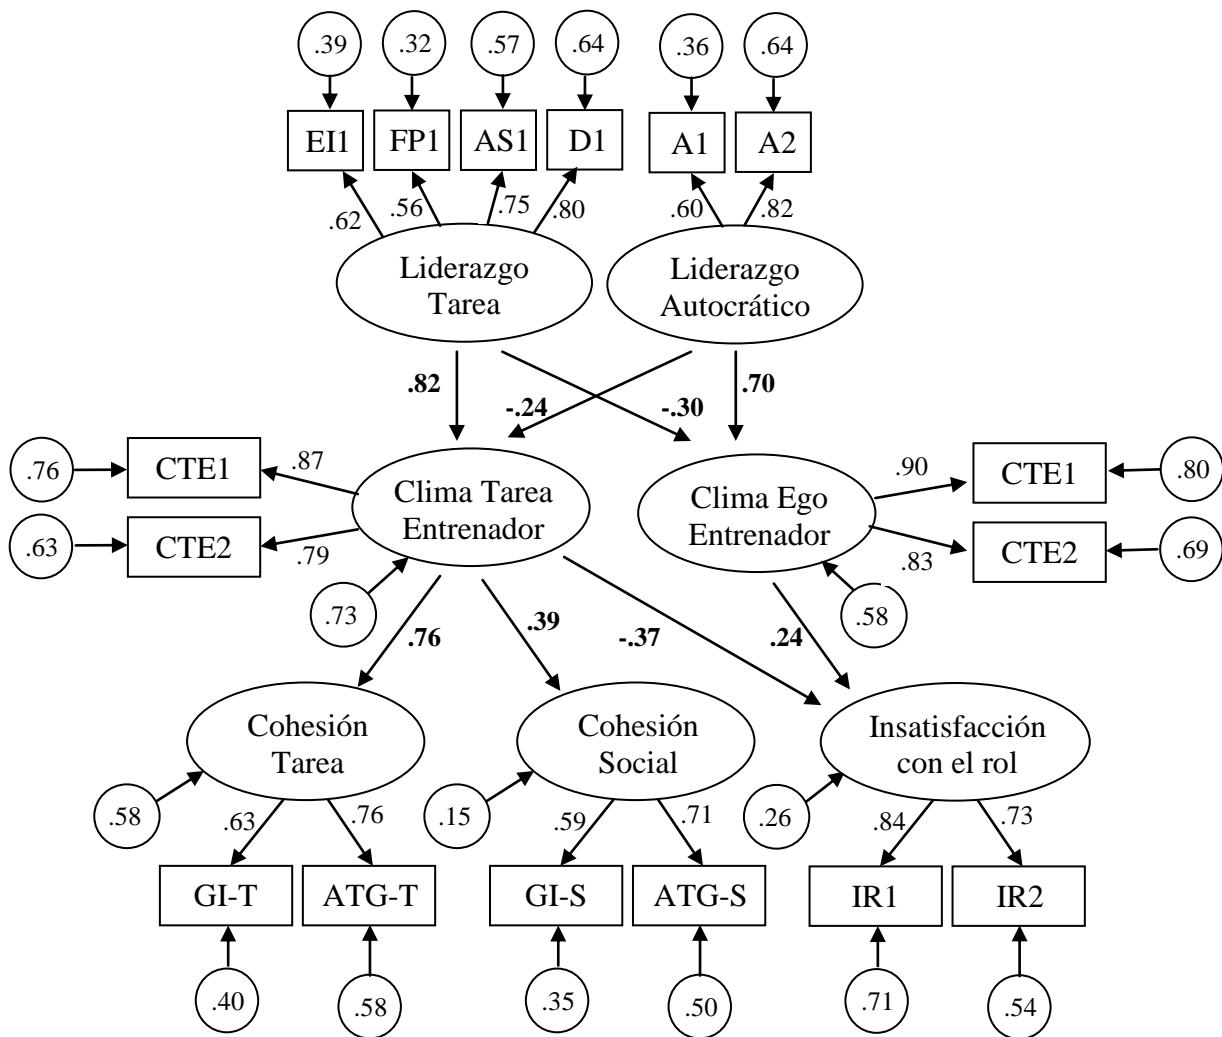 .39 .32 .57 .64 .36 .64
EI1 FP1 AS1 D1 A1 A2
.62 .56 .75 .80 .60 .82
Liderazgo
Tarea
Liderazgo
Autocrático
.82 -.24 -.30 .70
.76 CTE1 .87
.63 CTE2 .79
Clima Tarea
Entrenador
Clima Ego
Entrenador
.90 CTE1 .80
.83 CTE2 .69
.73 .58
.76 .39 -.37 .24
Cohesión
Tarea
Cohesión
Social
Insatisfacción
con el rol
.58 .63 .76 .15 .59 .71 .26 .84 .73
GI-T ATG-T GI-S ATG-S IR1 IR2
.40 .58 .35 .50 .71 .54